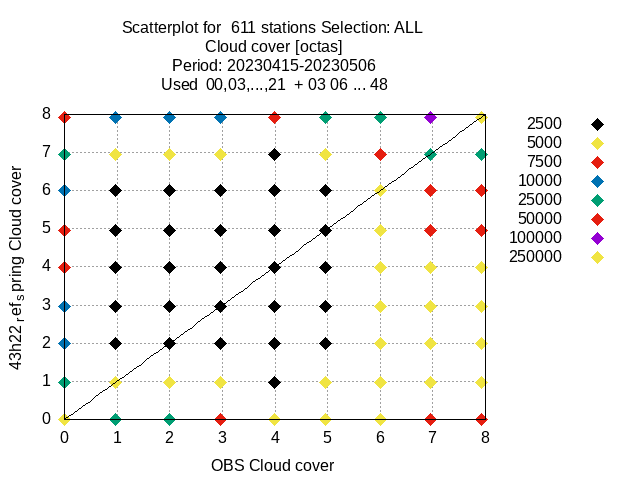 Scatterplot for  611 stations Selection: ALL
Cloud cover [octas]
Period: 20230415-20230506
Used  00,03,...,21  + 03 06 ... 48
8
7
6
5
4
3
2
1
0
0 1 2 3 4 5 6 7 8
43h22ref spring Cloud cover
OBS Cloud cover
2500
5000
7500
10000
25000
50000
100000
250000